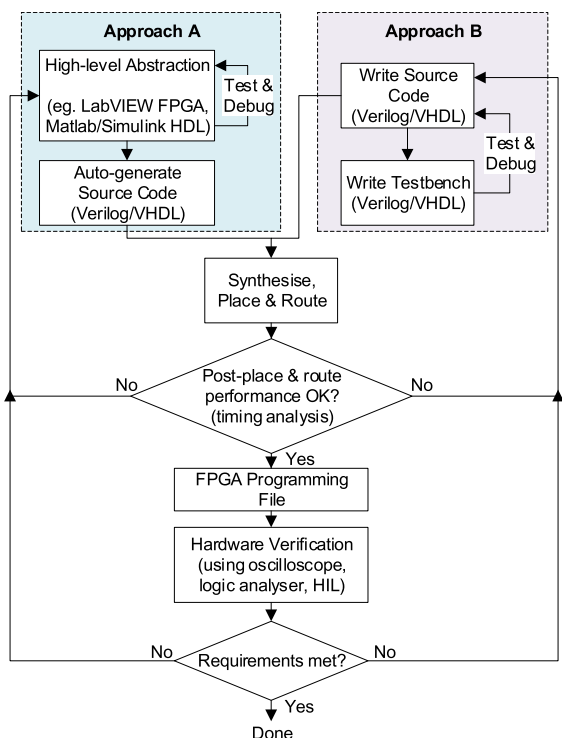 Approach A
High-level Abstraction
(eg. LabVIEW FPGA,
Matlab/Simulink HDL)
Test &
Debug
Auto-generate
Source Code
(Verilog/VHDL)
Approach B
Write Source
Code
(Verilog/VHDL)
Test &
Debug
Write Testbench
(Verilog/VHDL)
Synthesise,
Place & Route
No
Post-place & route
performance OK?
(timing analysis)
No
Yes
FPGA Programming
File
Hardware Verification
(using oscilloscope,
logic analyser, HIL)
No
Requirements met?
No
Yes
Done